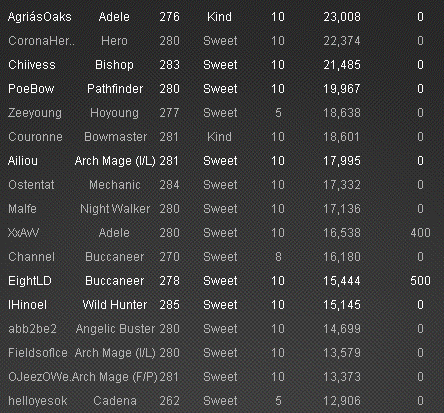 AgriásOaks Adele 276 Kind 10 23,008 0
CoronaHer.. Hero 280 Sweet 10 22,374 0
Chiivess Bishop 283 Sweet 10 21,485 0
PoeBow Pathfinder 280 Sweet 10 19,967 0
Zeeyoung Hoyoung 277 Sweet 5 18,638 0
Couronne Bowmaster 281 Kind 10 18,601 0
Ailiou Arch Mage (I/L) 281 Sweet 10 17,995 0
Ostentat Mechanic 284 Sweet 10 17,332 0
Malfe Night Walker 280 Sweet 10 17,136 0
XxAvV Adele 280 Sweet 10 16,538 400
Channel Buccaneer 270 Sweet 8 16,180 0
EightLD Buccaneer 278 Sweet 10 15,444 500
IHinoel Wild Hunter 285 Sweet 10 15,145 0
abb2be2 Angelic Buster 280 Sweet 10 14,699 0
FieldsofIce Arch Mage (I/L) 280 Sweet 10 13,579 0
OJeezOWe.. Arch Mage (F/P) 281 Sweet 10 13,373 0
helloyesok Cadena 262 Sweet 5 12,906 0